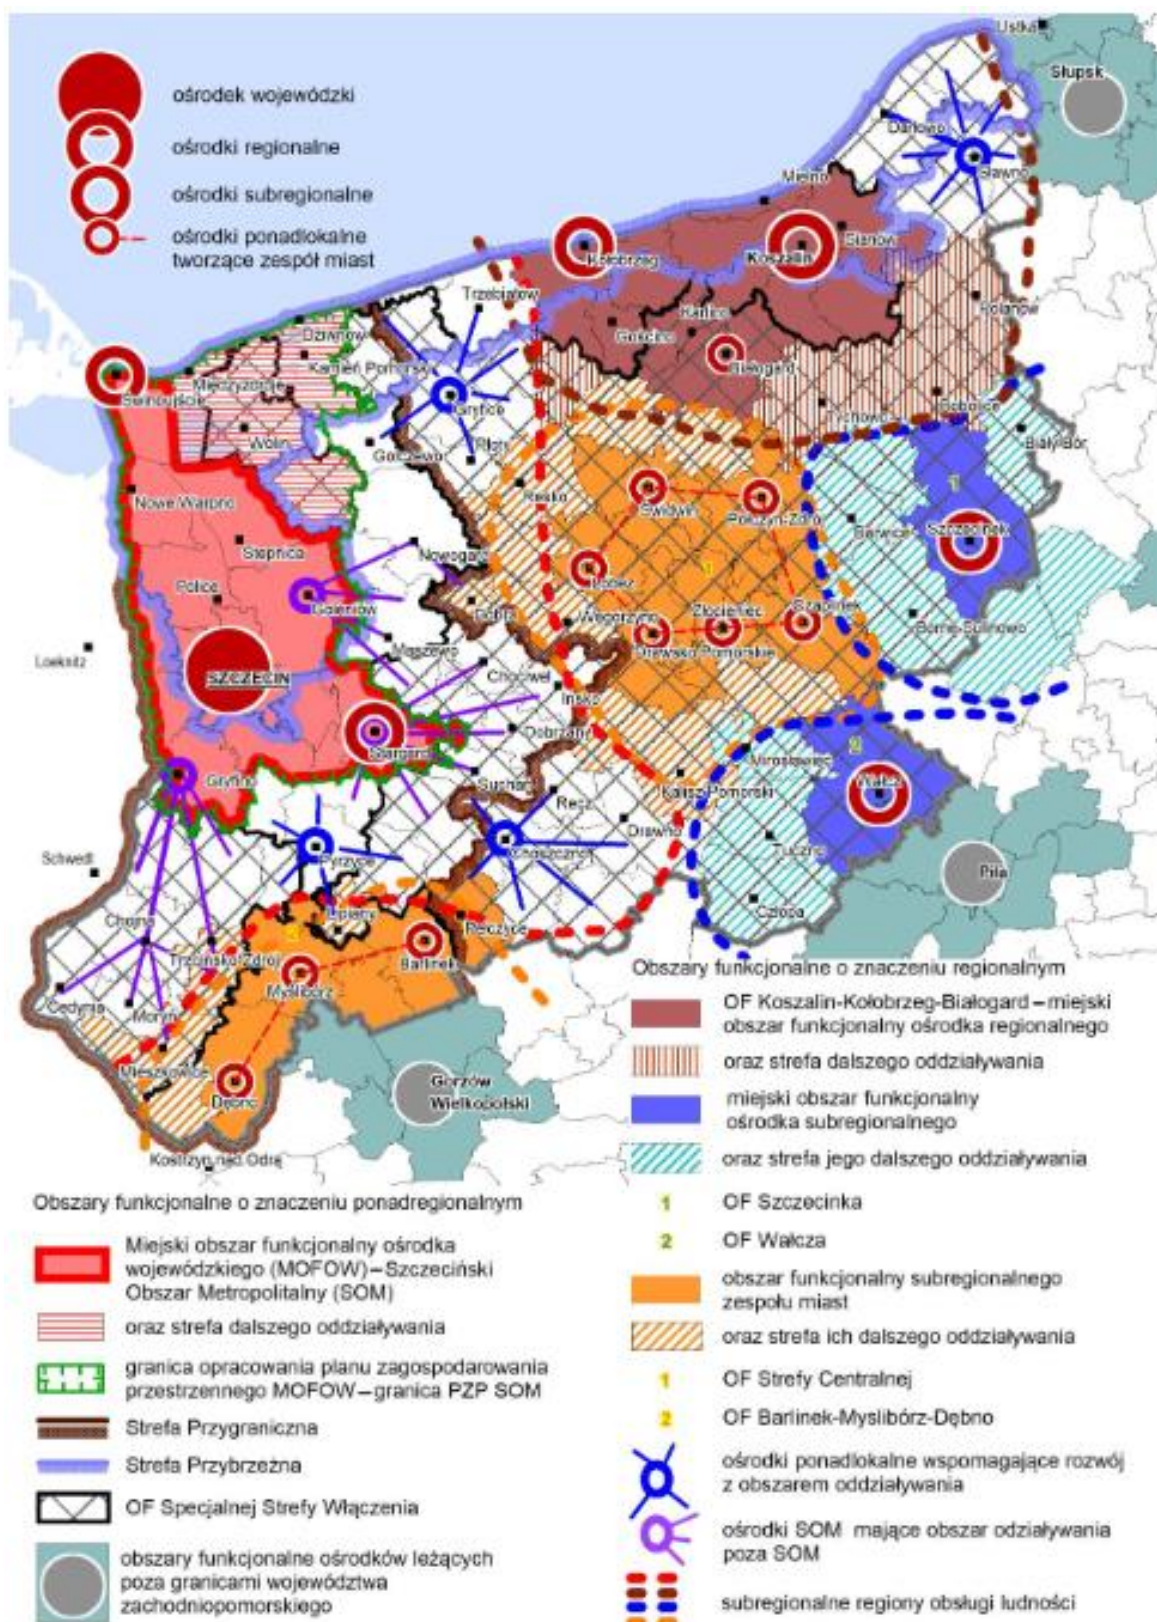 ośrodek wojewódzki
ośrodki regionalne
ośrodki subregionalne
ośrodki ponadlokalne
tworzące zespół miast
Ustka
Słupsk
Darłowo
Sławno
Mielno
Sianów
Kołobrzeg
Koszalin
Trzebiatów
Polanów
Karlino
Gościno
Białogard
Dziwnów
Kamień Pomorski
Międzyzdroje
Świnoujście
Gryfice
Tychowo
Bobolice
Wolin
Golczewo
Płoty
Biały Bór
Resko
Nowe Warpno
Świdwin
Połczyn-Zdrój
Barwice
Szczecinek
1
Stepnica
Nowogard
Police
Goleniów
Łobez
1
Dobra
Węgorzyno
Złocieniec
Czaplinek
Borne-Sulinowo
Drawsko Pomorskie
Maszewo
Loeknitz
Chociwel
SZCZECIN
Ińsko
Stargard
Dobrzany
2
Mirosławiec
Gryfino
Suchań
Kalisz Pomorski
Wałcz
Recz
Drawno
Schwedt
Pyrzyce
Choszczno
Tuczno
Piła
Człopa
Chojna
Lipiany
Pełczyce
2
Trzcińsko-Zdrój
Barlinek
Myślibórz
Cedynia
Moryń
Mieszkowice
Dębno
Gorzów
Wielkopolski
Kostrzyn nad Odrą
Obszary funkcjonalne o znaczeniu regionalnym
OF Koszalin-Kołobrzeg-Białogard – miejski
obszar funkcjonalny ośrodka regionalnego
oraz strefa dalszego oddziaływania
miejski obszar funkcjonalny
ośrodka subregionalnego
oraz strefa jego dalszego oddziaływania
1 OF Szczecinka
2 OF Wałcza
obszar funkcjonalny subregionalnego
zespołu miast
oraz strefa ich dalszego oddziaływania
1 OF Strefy Centralnej
2 OF Barlinek-Myslibórz-Dębno
ośrodki ponadlokalne wspomagające rozwój
z obszarem oddziaływania
ośrodki SOM mające obszar odziaływania
poza SOM
subregionalne regiony obsługi ludności
Obszary funkcjonalne o znaczeniu ponadregionalnym
Miejski obszar funkcjonalny ośrodka
wojewódzkiego (MOFOW) – Szczeciński
Obszar Metropolitalny (SOM)
oraz strefa dalszego oddziaływania
granica opracowania planu zagospodarowania
przestrzennego MOFOW – granica PZP SOM
Strefa Przygraniczna
Strefa Przybrzeżna
OF Specjalnej Strefy Włączenia
obszary funkcjonalne ośrodków leżących
poza granicami województwa
zachodniopomorskiego